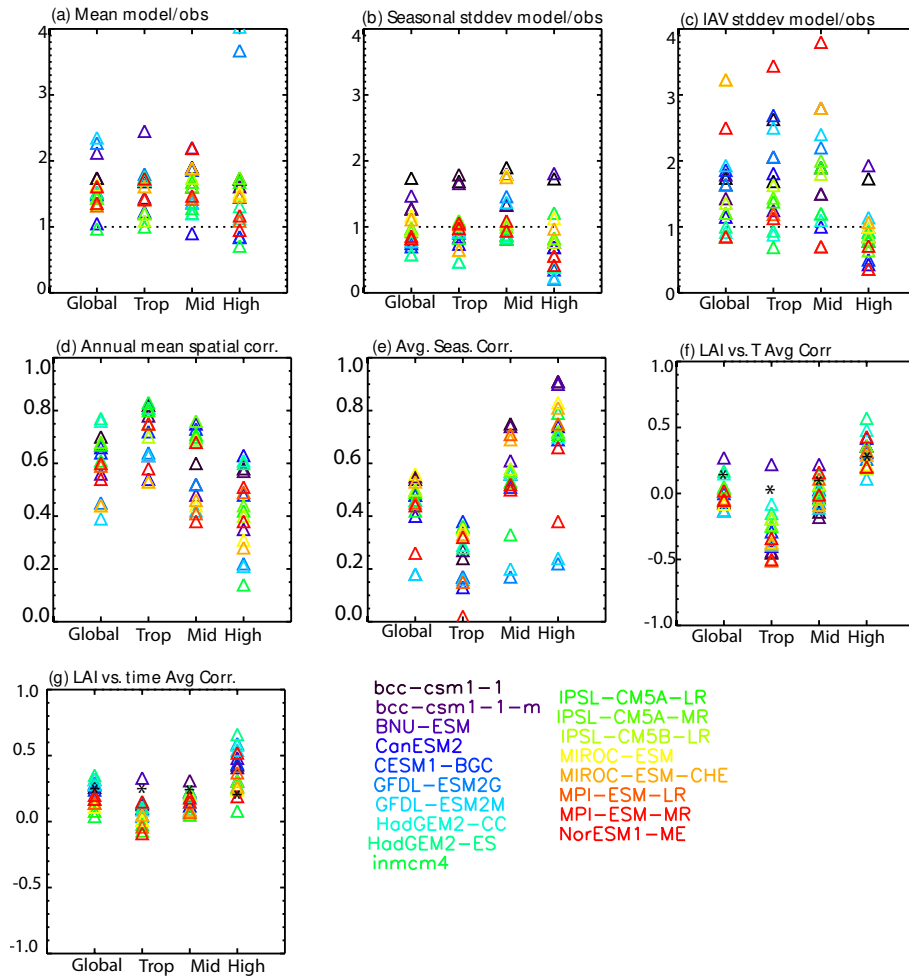 (a) Mean model/obs
4
3
2
1
0
Global Trop Mid High
(b) Seasonal stddev model/obs
4
3
2
1
0
Global Trop Mid High
(c) IAV stddev model/obs
4
3
2
1
0
Global Trop Mid High
(d) Annual mean spatial corr.
1.0
0.8
0.6
0.4
0.2
0.0
Global Trop Mid High
(e) Avg. Seas. Corr.
1.0
0.8
0.6
0.4
0.2
0.0
Global Trop Mid High
(f) LAI vs. T Avg Corr
1.0
0.5
0.0
-0.5
-1.0
Global Trop Mid High
(g) LAI vs. time Avg Corr.
1.0
0.5
0.0
-0.5
-1.0
Global Trop Mid High
bcc-csm1-1
bcc-csm1-1-m
BNU-ESM
CanESM2
CESM1-BGC
GFDL-ESM2G
GFDL-ESM2M
HadGEM2-CC
HadGEM2-ES
inmcm4
IPSL-CM5A-LR
IPSL-CM5A-MR
IPSL-CM5B-LR
MIROC-ESM
MIROC-ESM-CHE
MPI-ESM-LR
MPI-ESM-MR
NorESM1-ME